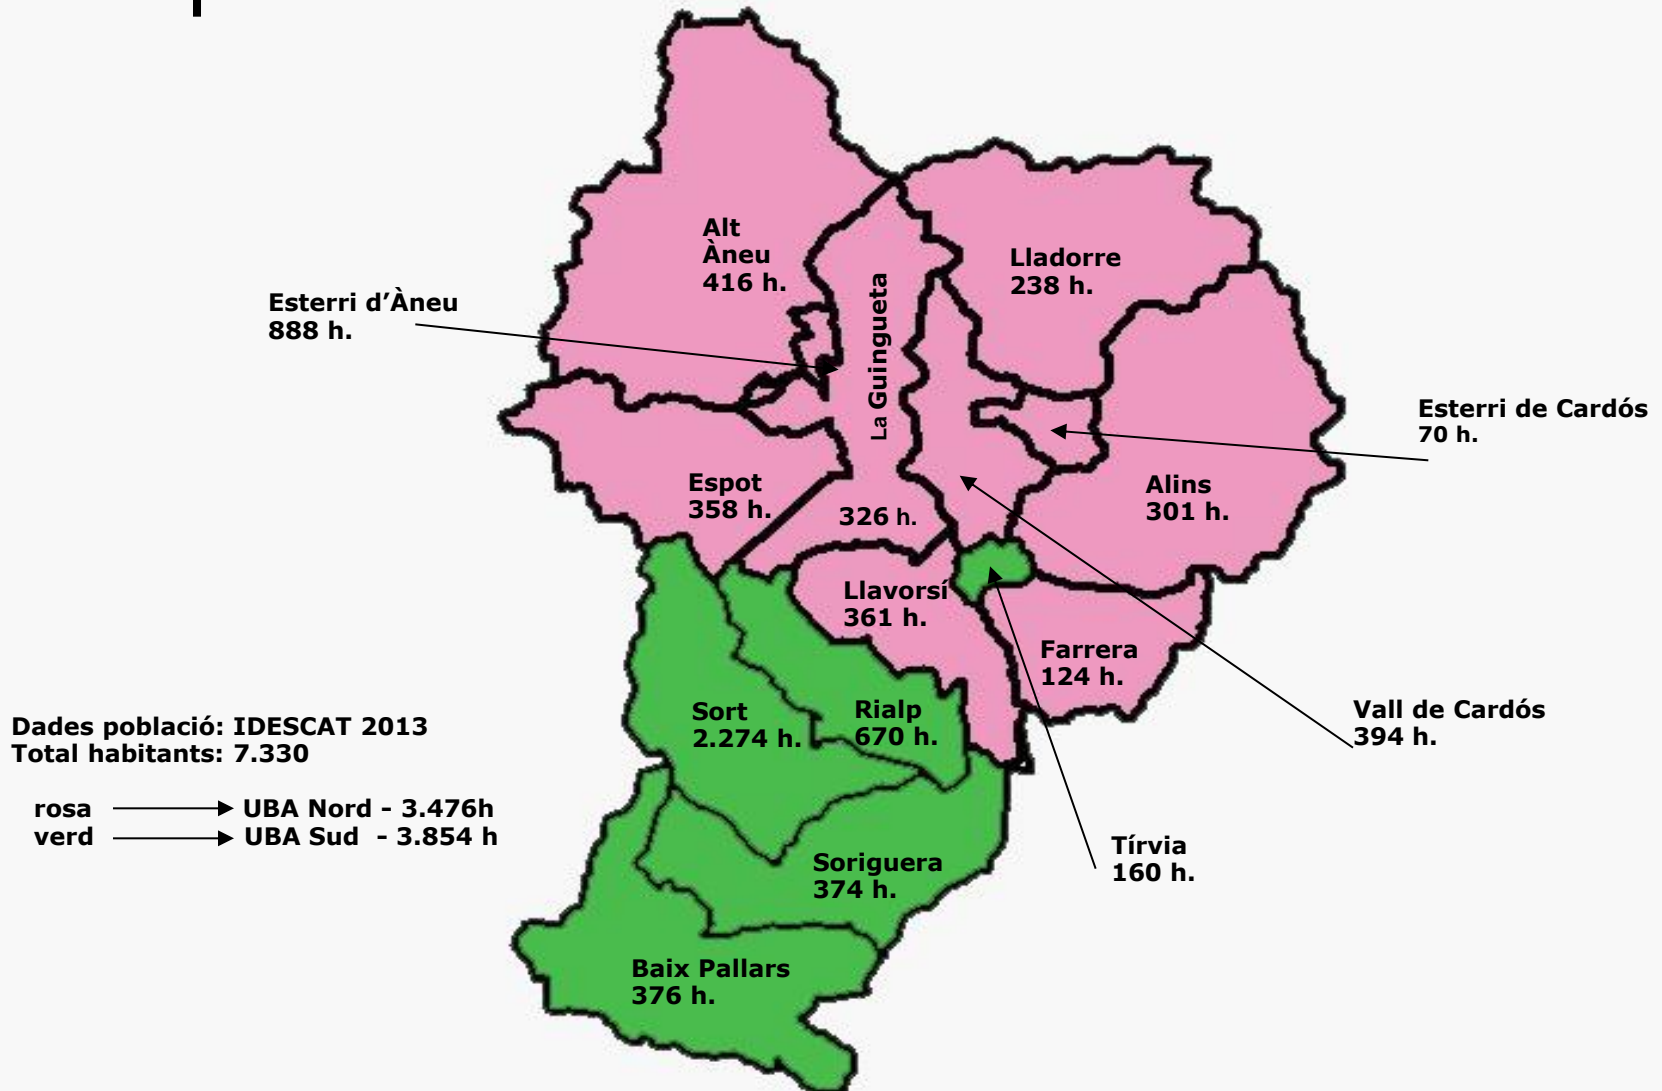 Alt
Àneu
416 h.
Lladorre
238 h.
Esterri d'Àneu
888 h.
La Guingueta
326 h.
Esterri de Cardós
70 h.
Espot
358 h.
Alins
301 h.
Llavorsí
361 h.
Farrera
124 h.
Sort
2.274 h.
Rialp
670 h.
Vall de Cardós
394 h.
Dades població: IDESCAT 2013
Total habitants: 7.330
rosa UBA Nord - 3.476h
verd UBA Sud - 3.854 h
Tírvia
160 h.
Soriguera
374 h.
Baix Pallars
376 h.